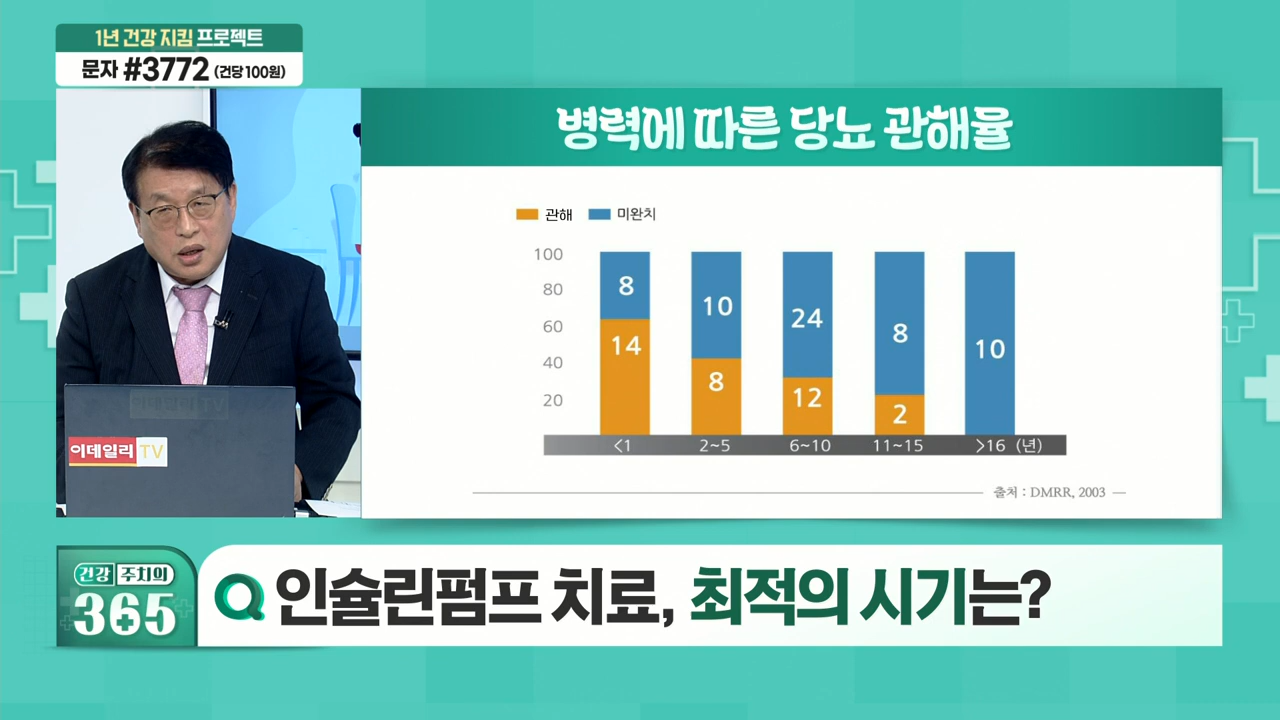 1년 건강 지킴 프로젝트
문자 #3772 (건당 100원)
병력에 따른 당뇨 관해율
관해 미완치
100
80
60
40
20
8
14
10
8
24
12
8
2
10
<1 2~5 6~10 11~15 >16 (년)
출처 : DMRR, 2003
이데일리 TV
건강 주치의
365
Q 인슐린펌프 치료, 최적의 시기는?